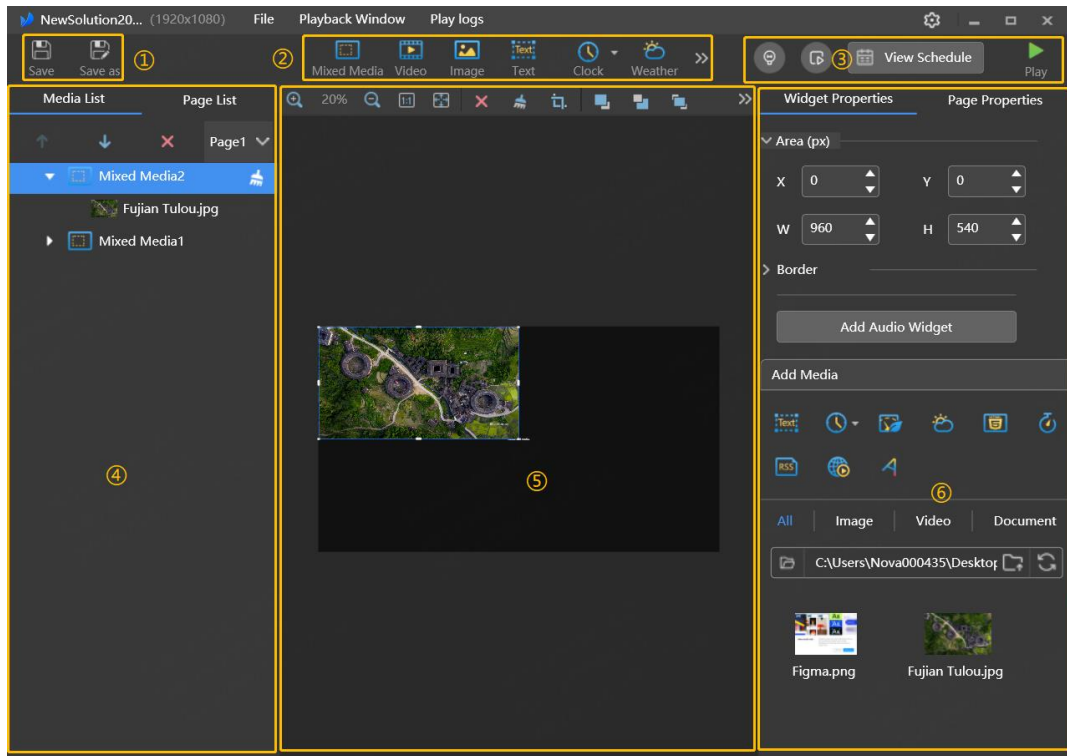 NewSolution20... (1920x1080) File Playback Window Play logs
Save Save as ①
② Mixed Media Video Image Text Text Clock Weather
③ View Schedule Play
Media List Page List
Page1
Mixed Media2
Fujian Tulou.jpg
Mixed Media1
④
20% 1:1
⑤
Widget Properties Page Properties
Area (px)
X 0 Y 0
W 960 H 540
Border
Add Audio Widget
Add Media
Text
RSS
⑥
All Image Video Document
C:\Users\Nova000435\Desktop
Figma.png Fujian Tulou.jpg